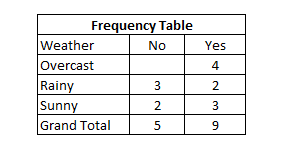 Frequency Table
Weather No Yes
Overcast 4
Rainy 3 2
Sunny 2 3
Grand Total 5 9